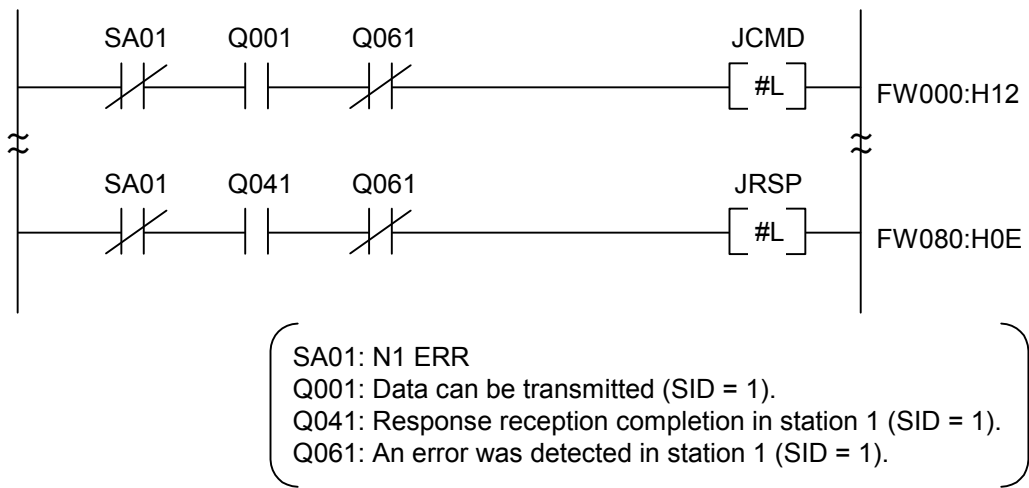 SA01 Q001 Q061 JCMD
#L
FW000:H12
SA01 Q041 Q061 JRSP
#L
FW080:H0E
SA01: N1 ERR
Q001: Data can be transmitted (SID = 1).
Q041: Response reception completion in station 1 (SID = 1).
Q061: An error was detected in station 1 (SID = 1).